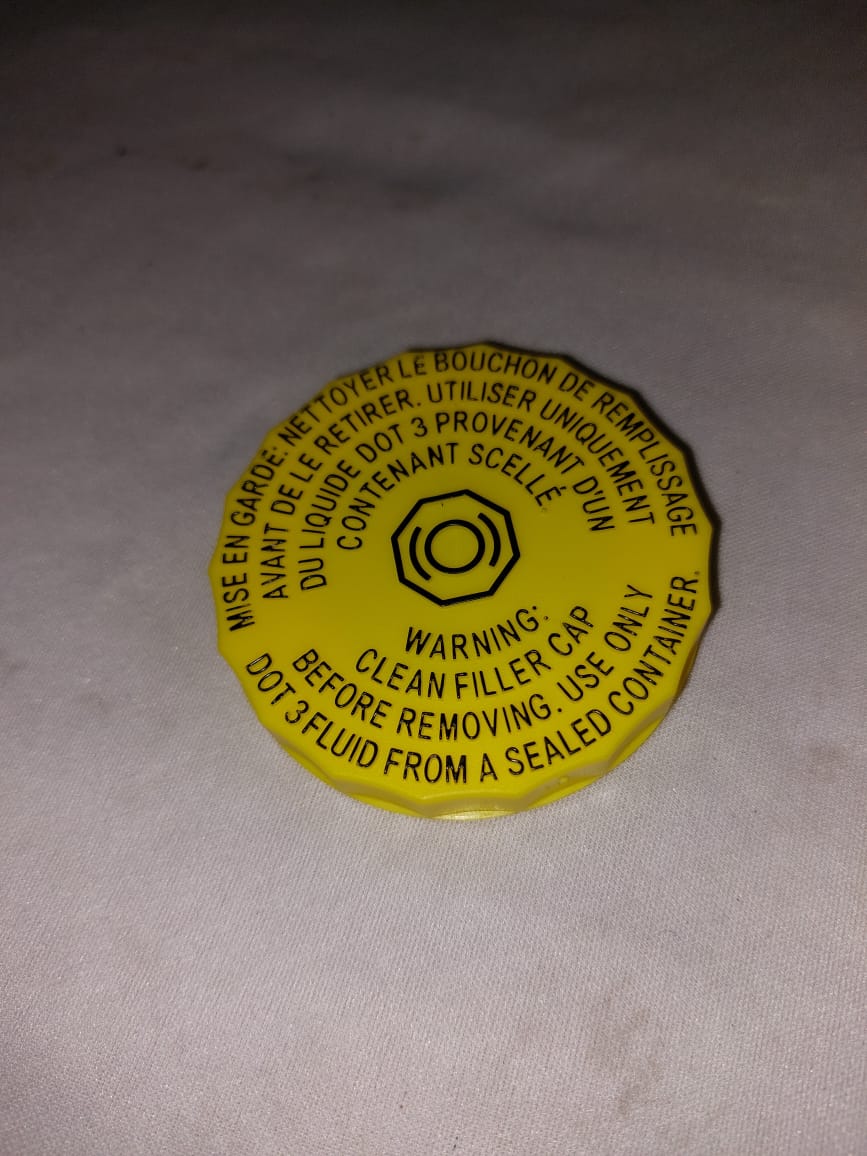 MISE EN GARDE: NETTOYER LE BOUCHON DE REMPLISSAGE
AVANT DE LE RETIRER. UTILISER UNIQUEMENT
DU LIQUIDE DOT 3 PROVENANT D'UN
CONTENANT SCELLÉ.
WARNING:
CLEAN FILLER CAP
BEFORE REMOVING. USE ONLY
DOT 3 FLUID FROM A SEALED CONTAINER.